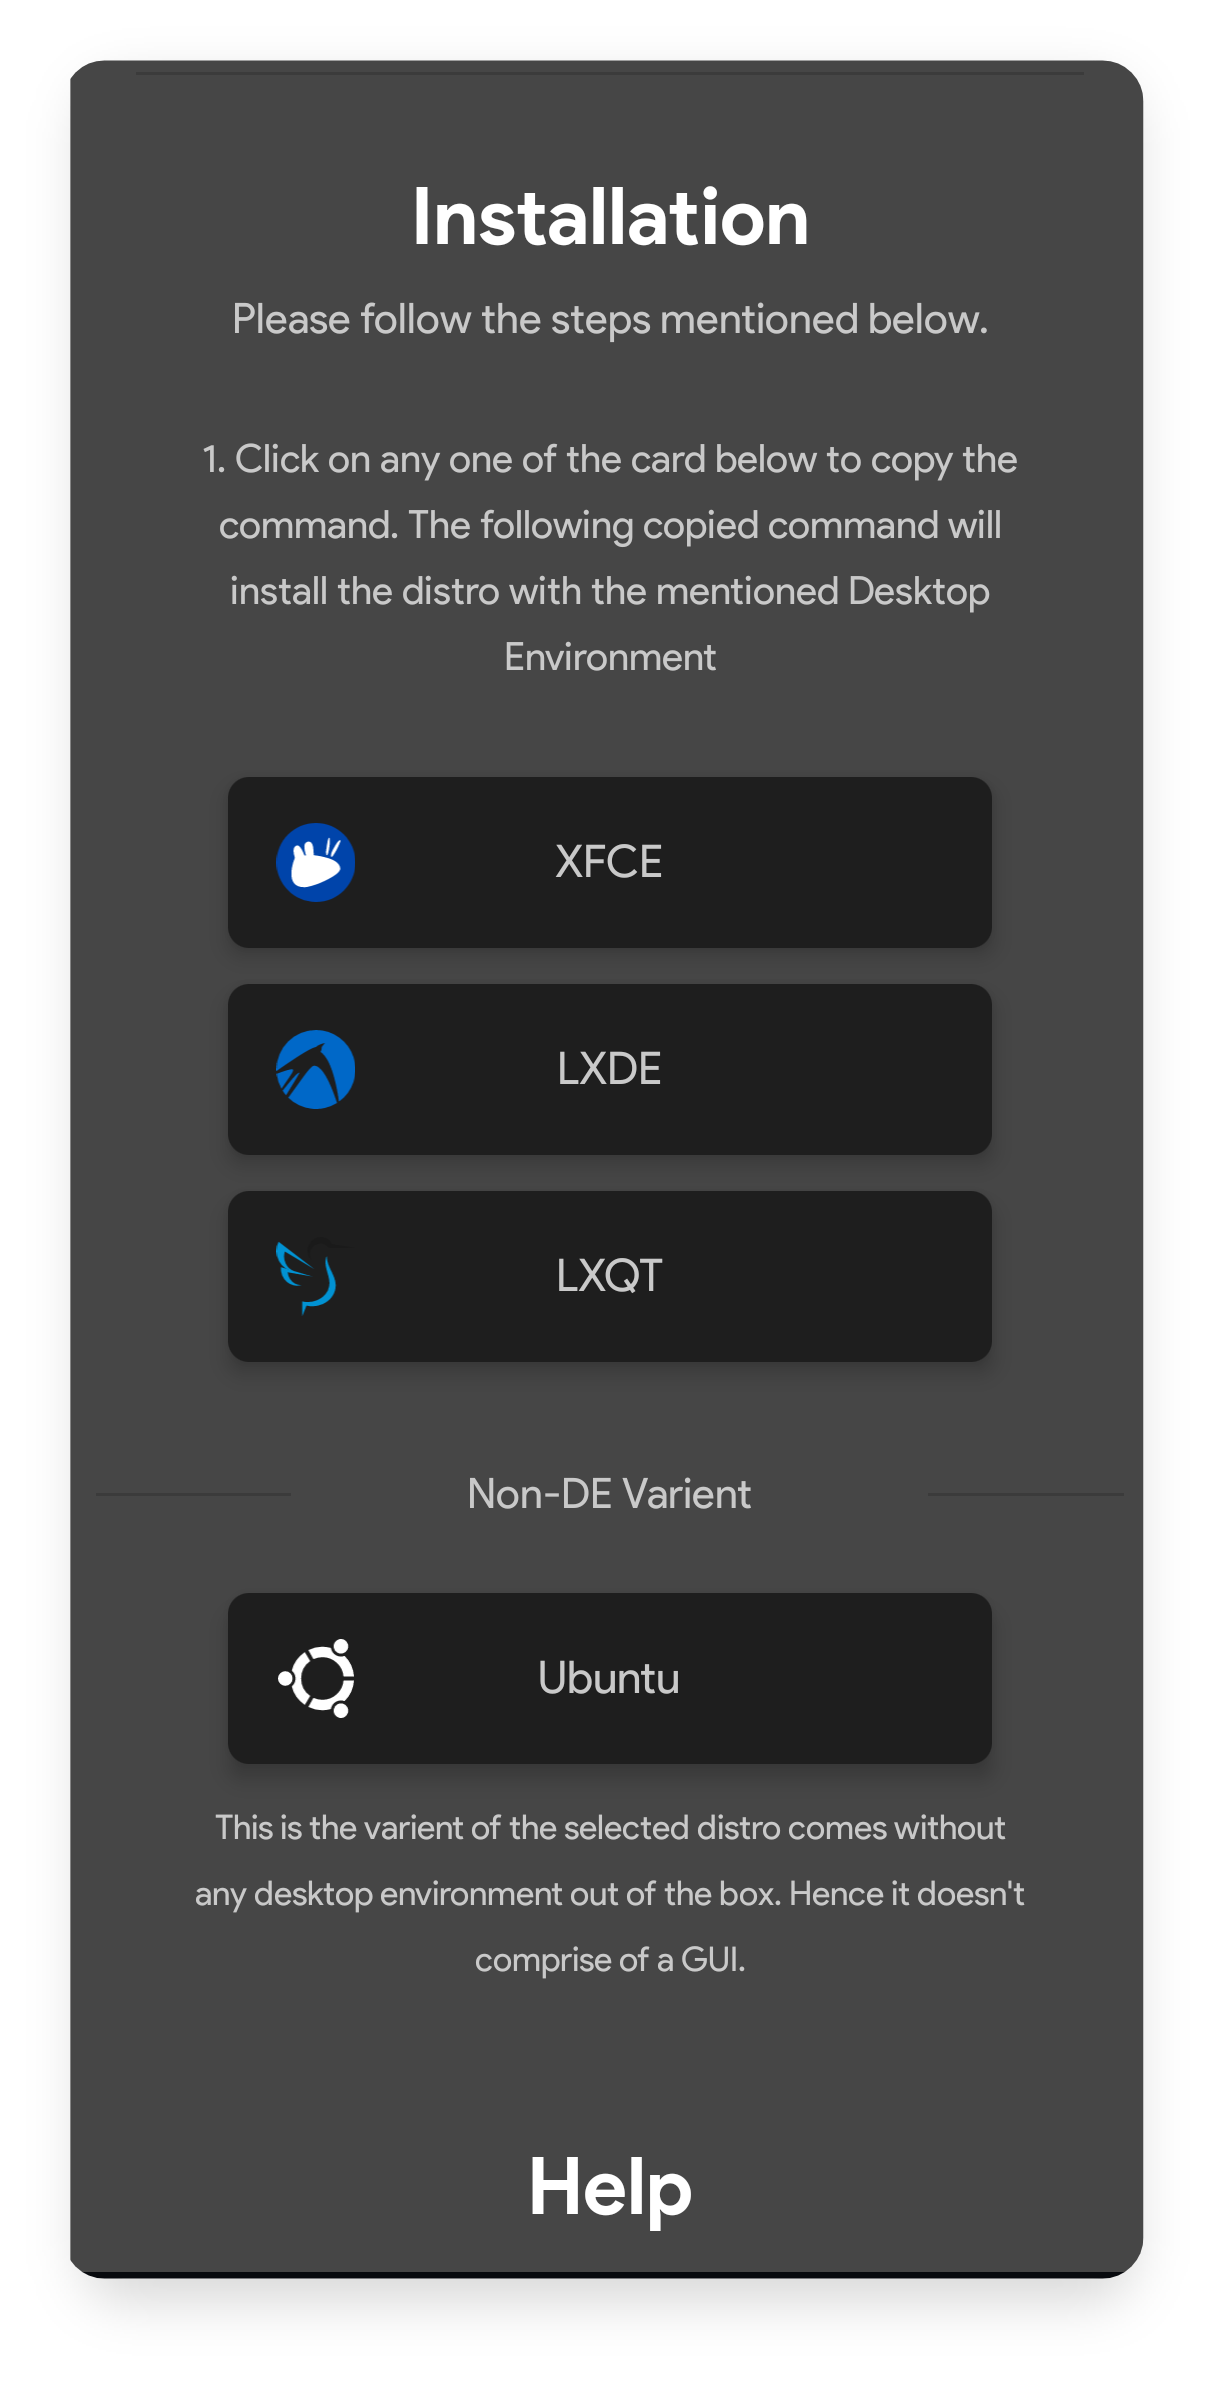 Installation
Please follow the steps mentioned below.
1. Click on any one of the card below to copy the
command. The following copied command will
install the distro with the mentioned Desktop
Environment
XFCE
LXDE
LXQT
Non-DE Varient
Ubuntu
This is the varient of the selected distro comes without
any desktop environment out of the box. Hence it doesn't
comprise of a GUI.
Help